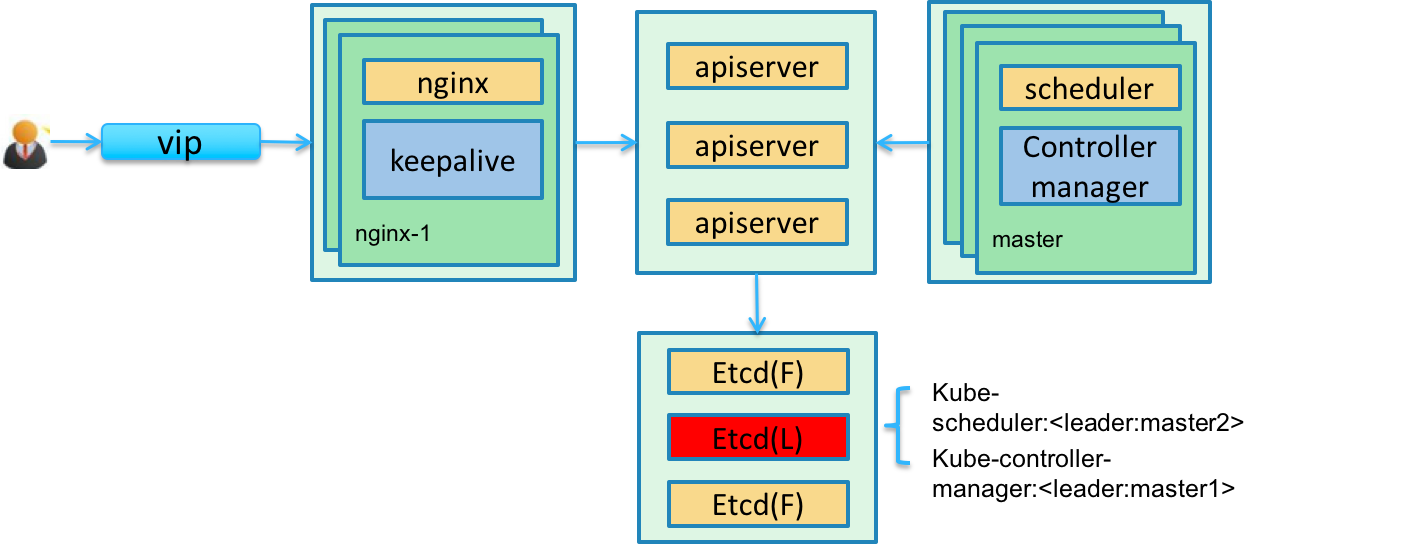 vip
nginx
keepalive
nginx-1
apiserver
apiserver
apiserver
scheduler
Controller
manager
master
Etcd(F)
Etcd(L)
Etcd(F)
Kube-
scheduler:<leader:master2>
Kube-controller-
manager:<leader:master1>